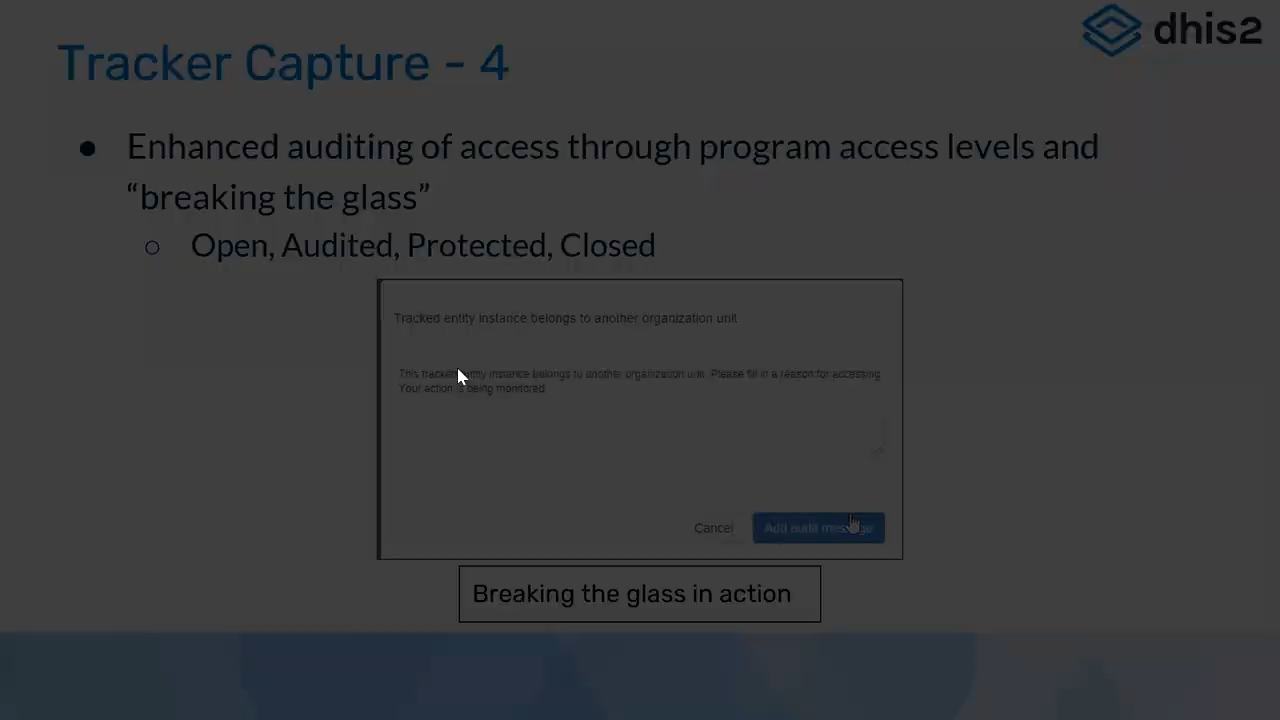 dhis2
Tracker Capture - 4
● Enhanced auditing of access through program access levels and
“breaking the glass”
○ Open, Audited, Protected, Closed
Tracked entity instance belongs to another organization unit
This tracked entity instance belongs to another organization unit. Please fill in a reason for accessing.
Your action is being monitored.
Cancel
Add audit message
Breaking the glass in action